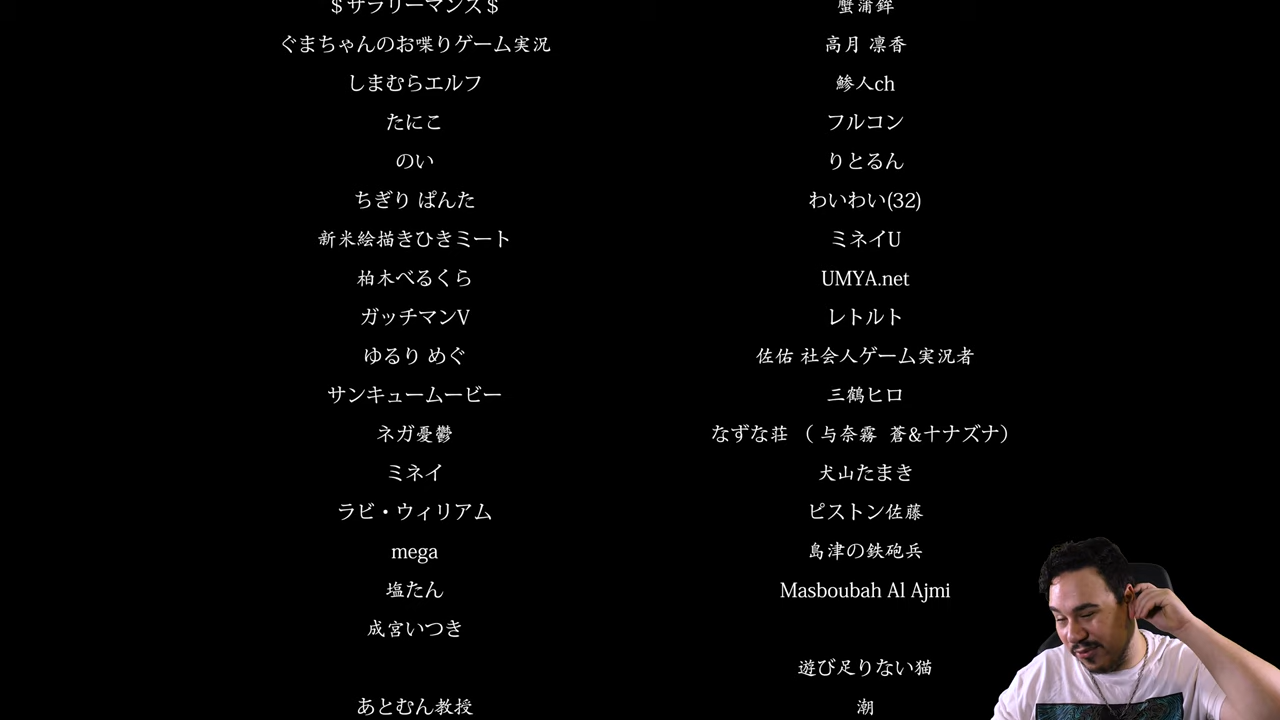 ＄サラリーマンズ＄
蟹蒲鉾
ぐまちゃんのお喋りゲーム実況
高月 凛香
しまむらエルフ
鯵人ch
たにこ
フルコン
のい
りとるん
ちぎり ぱんた
わいわい(32)
新米絵描きひきミート
ミネイU
柏木べるくら
UMYA.net
ガッチマンV
レトルト
ゆるり めぐ
佐佑 社会人ゲーム実況者
サンキュームービー
三鶴ヒロ
ネガ憂鬱
なずな荘 （ 与奈霧 蒼&ナナズナ）
ミネイ
犬山たまき
ラビ・ウィリアム
ピストン佐藤
mega
島津の鉄砲兵
塩たん
Masboubah Al Ajmi
成宮いつき
遊び足りない猫
あとむん教授
潮